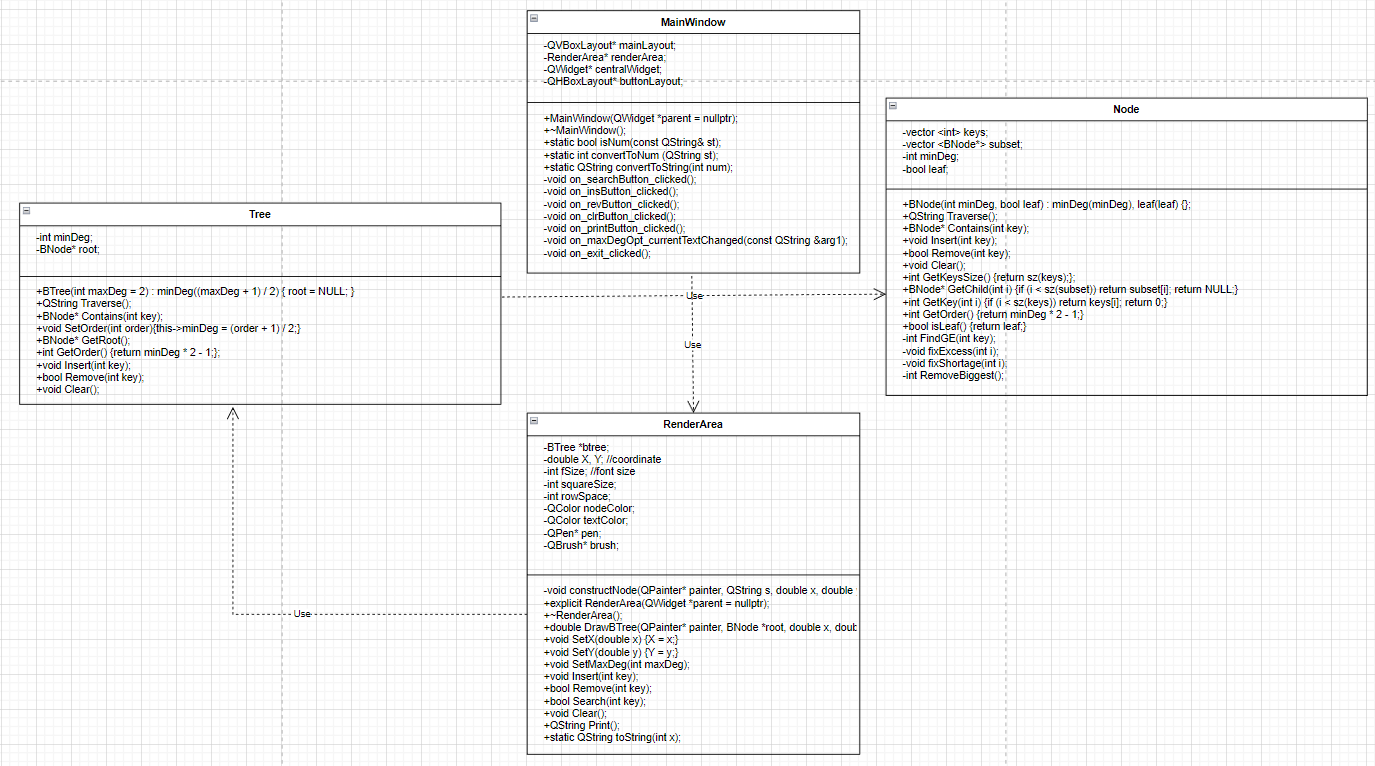 MainWindow
-QVBoxLayout* mainLayout;
-RenderArea* renderArea;
-QWidget* centralWidget;
-QHBoxLayout* buttonLayout;
+MainWindow(QWidget *parent = nullptr);
+~MainWindow();
+static bool isNum(const QString& st);
+static int convertToNum (QString st);
+static QString convertToString(int num);
-void on_searchButton_clicked();
-void on_insButton_clicked();
-void on_revButton_clicked();
-void on_clrButton_clicked();
-void on_printButton_clicked();
-void on_maxDegOpt_currentTextChanged(const QString &arg1);
-void on_exit_clicked();
Node
-vector <int> keys;
-vector <BNode*> subset;
-int minDeg;
-bool leaf;
+BNode(int minDeg, bool leaf) : minDeg(minDeg), leaf(leaf) {};
+QString Traverse();
+BNode* Contains(int key);
+void Insert(int key);
+bool Remove(int key);
+void Clear();
+int GetKeysSize() {return sz(keys);};
+BNode* GetChild(int i) {if (i < sz(subset)) return subset[i]; return NULL;}
+int GetKey(int i) {if (i < sz(keys)) return keys[i]; return 0;}
+int GetOrder() {return minDeg * 2 - 1;}
+bool isLeaf() {return leaf;}
-int FindGE(int key);
-void fixExcess(int i);
-void fixShortage(int i);
-int RemoveBiggest();
Tree
-int minDeg;
-BNode* root;
+BTree(int maxDeg = 2) : minDeg((maxDeg + 1) / 2) { root = NULL; }
+QString Traverse();
+BNode* Contains(int key);
+void SetOrder(int order){this->minDeg = (order + 1) / 2;}
+BNode* GetRoot();
+int GetOrder() {return minDeg * 2 - 1;};
+void Insert(int key);
+bool Remove(int key);
+void Clear();
Use
Use
RenderArea
-BTree *btree;
-double X, Y; //coordinate
-int fSize; //font size
-int squareSize;
-int rowSpace;
-QColor nodeColor;
-QColor textColor;
-QPen* pen;
-QBrush* brush;
-void constructNode(QPainter* painter, QString s, double x, double
+explicit RenderArea(QWidget *parent = nullptr);
+~RenderArea();
+double DrawBTree(QPainter* painter, BNode *root, double x,
+void SetX(double x) {X = x;}
+void SetY(double y) {Y = y;}
+void SetMaxDeg(int maxDeg);
+void Insert(int key);
+bool Remove(int key);
+bool Search(int key);
+void Clear();
+QString Print();
+static QString toString(int x);
Use